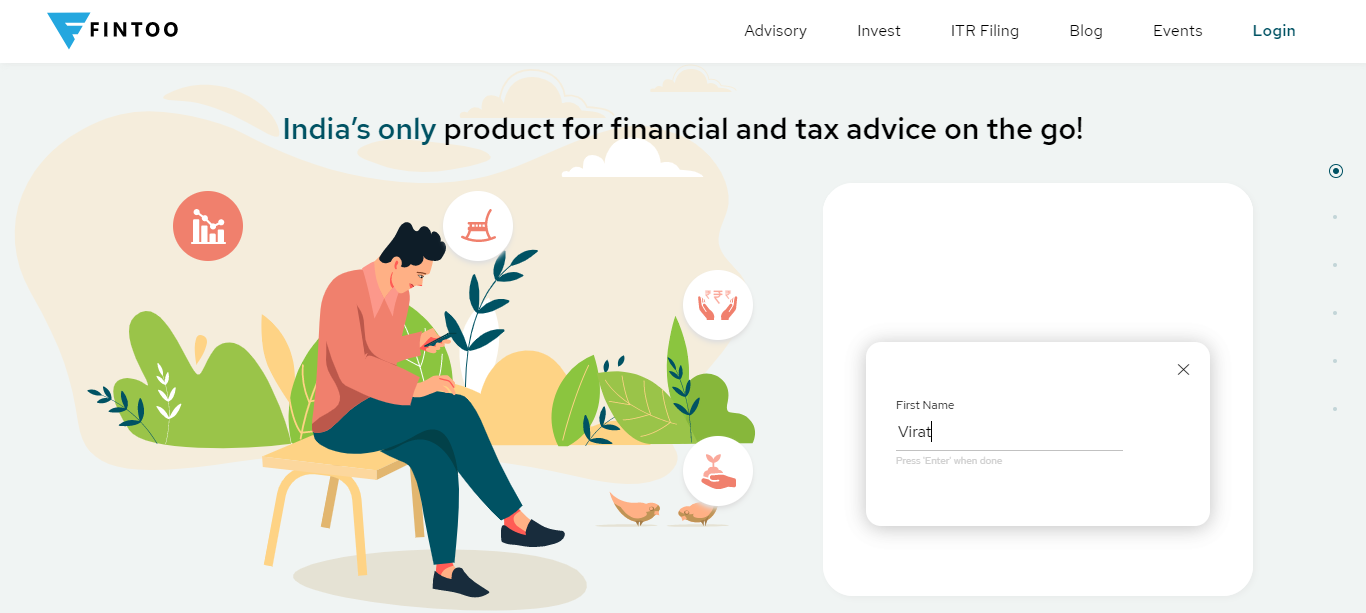 FINTOO
Advisory Invest ITR Filing Blog Events Login
India's only product for financial and tax advice on the go!
₹₹₹
First Name
Virat
Press 'Enter' when done